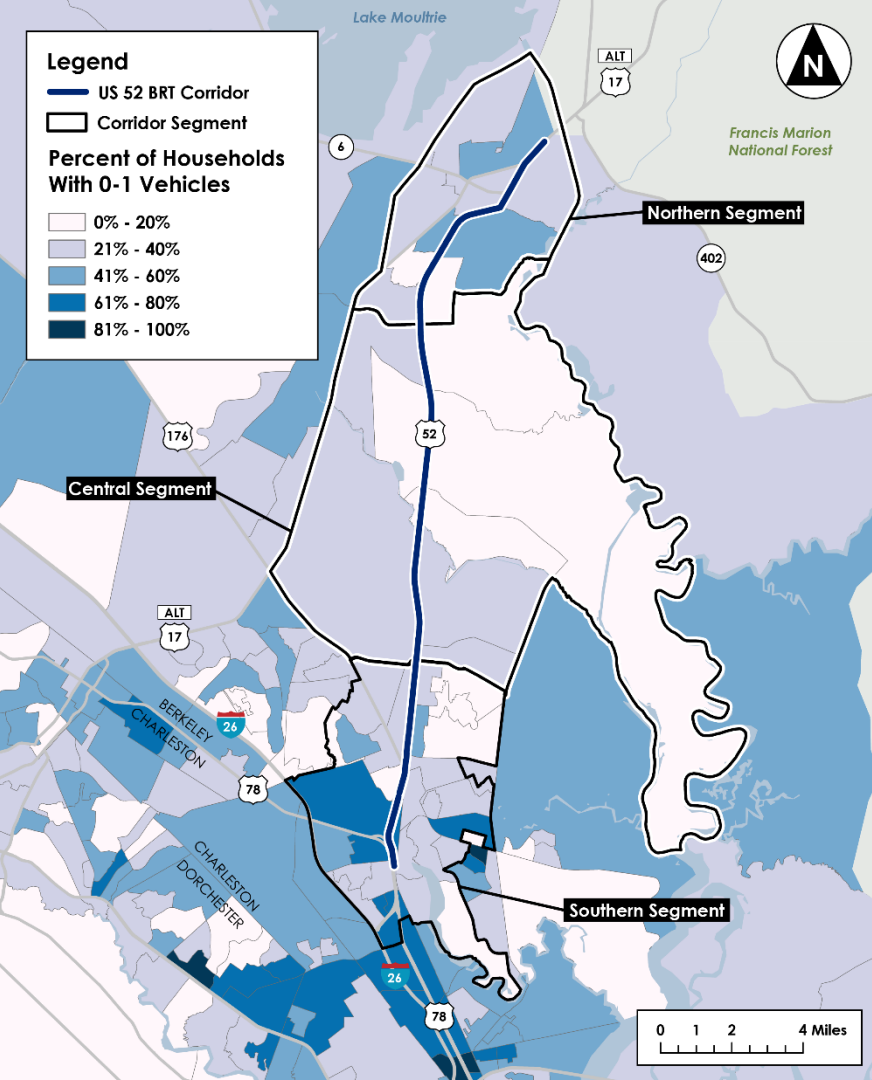 Lake Moultrie
ALT
17
N
Legend
US 52 BRT Corridor
Corridor Segment
Percent of Households
With 0-1 Vehicles
0% - 20%
21% - 40%
41% - 60%
61% - 80%
81% - 100%
6
Francis Marion
National Forest
Northern Segment
402
52
176
Central Segment
ALT
17
BERKELEY
CHARLESTON
26
78
CHARLESTON
DORCHESTER
Southern Segment
26
78
0 1 2 4 Miles